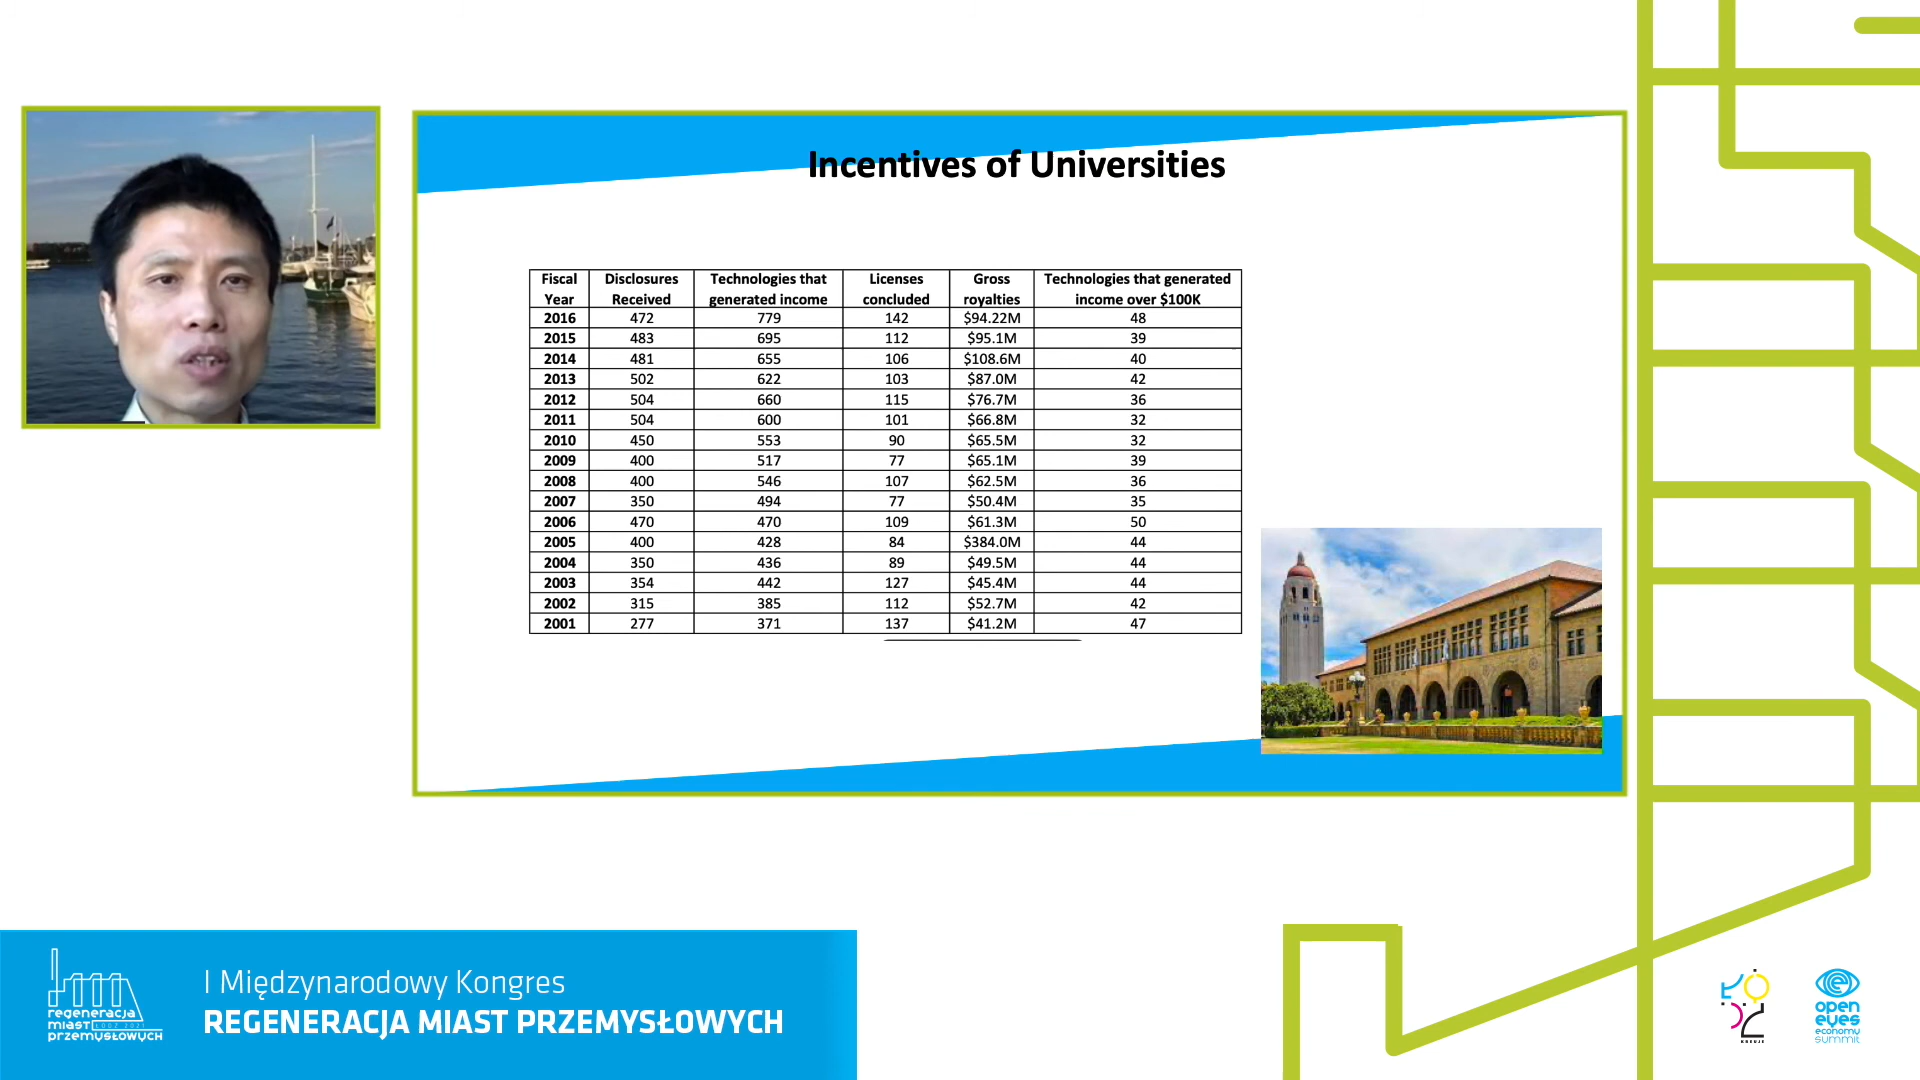 Incentives of Universities
Fiscal Year Disclosures Received Technologies that generated income Licenses concluded Gross royalties Technologies that generated income over $100K
2016 472 779 142 $94.22M 48
2015 483 695 112 $95.1M 39
2014 481 655 106 $108.6M 40
2013 502 622 103 $87.0M 42
2012 504 660 115 $76.7M 36
2011 504 600 101 $66.8M 32
2010 450 553 90 $65.5M 32
2009 400 517 77 $65.1M 39
2008 400 546 107 $62.5M 36
2007 350 494 77 $50.4M 35
2006 470 470 109 $61.3M 50
2005 400 428 84 $384.0M 44
2004 350 436 89 $49.5M 44
2003 354 442 127 $45.4M 44
2002 315 385 112 $52.7M 42
2001 277 371 137 $41.2M 47
I Międzynarodowy Kongres
REGENERACJA MIAST PRZEMYSŁOWYCH
regeneracja
miast
przemysłowych
open
eyes
economy
summit